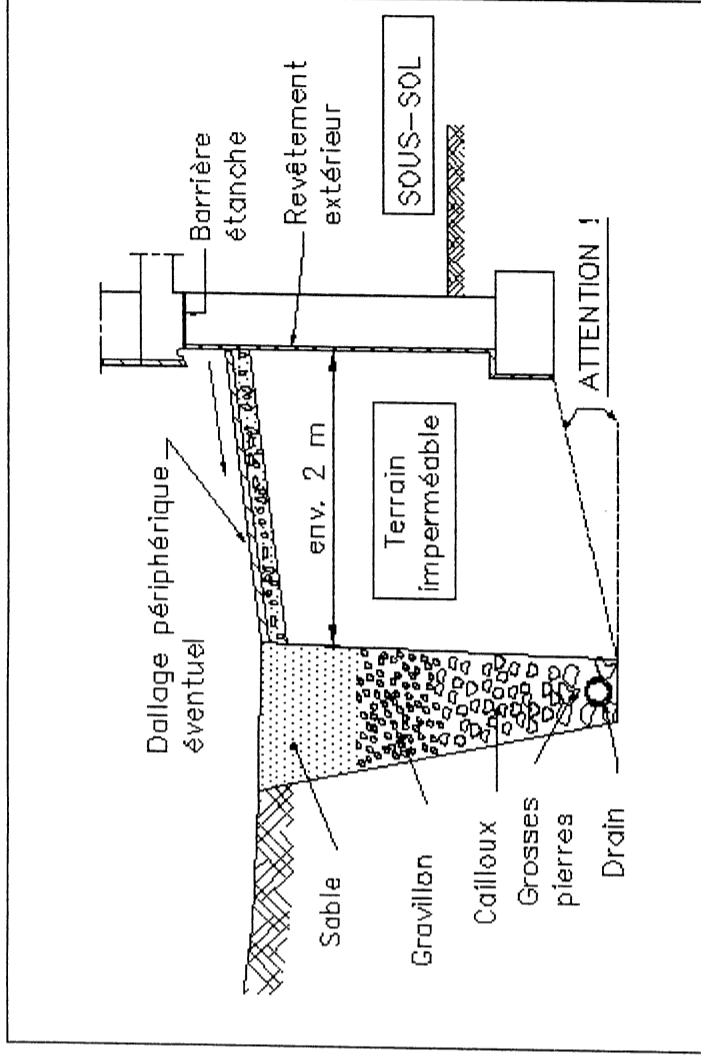 Dallage périphérique
éventuel
Barrière
étanche
Revêtement
extérieur
SOUS-SOL
env. 2 m
Terrain
imperméable
ATTENTION !
Sable
Gravillon
Cailloux
Grosses
pierres
Drain